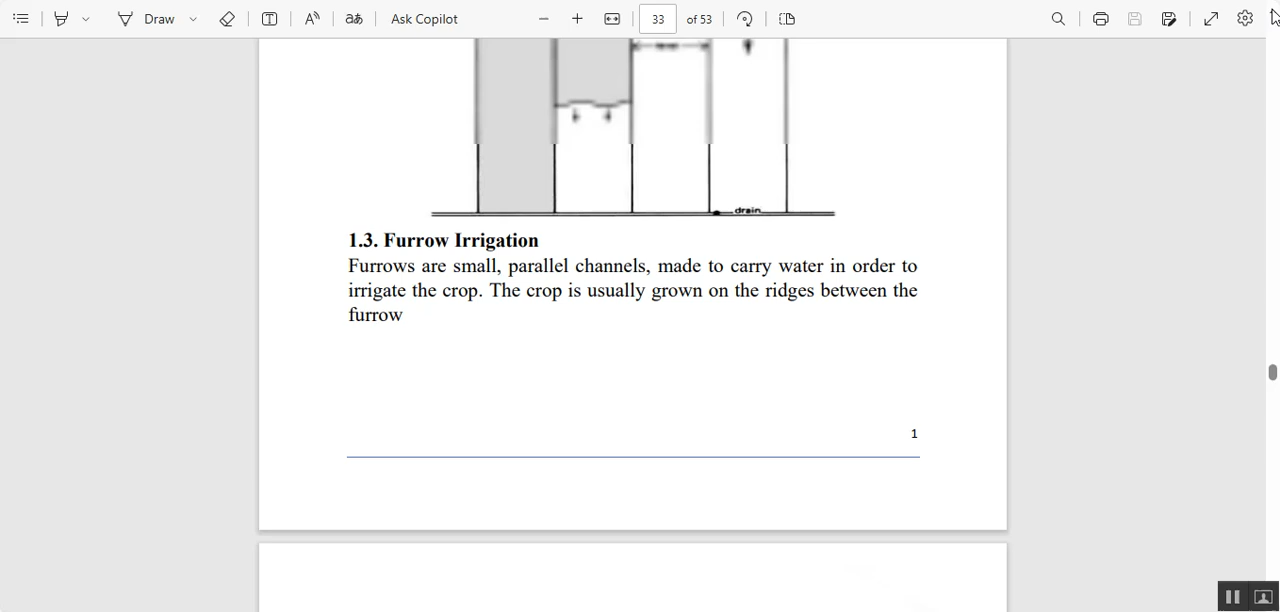 Draw
Ask Copilot
33 of 53
drain
1.3. Furrow Irrigation
Furrows are small, parallel channels, made to carry water in order to
irrigate the crop. The crop is usually grown on the ridges between the
furrow
1